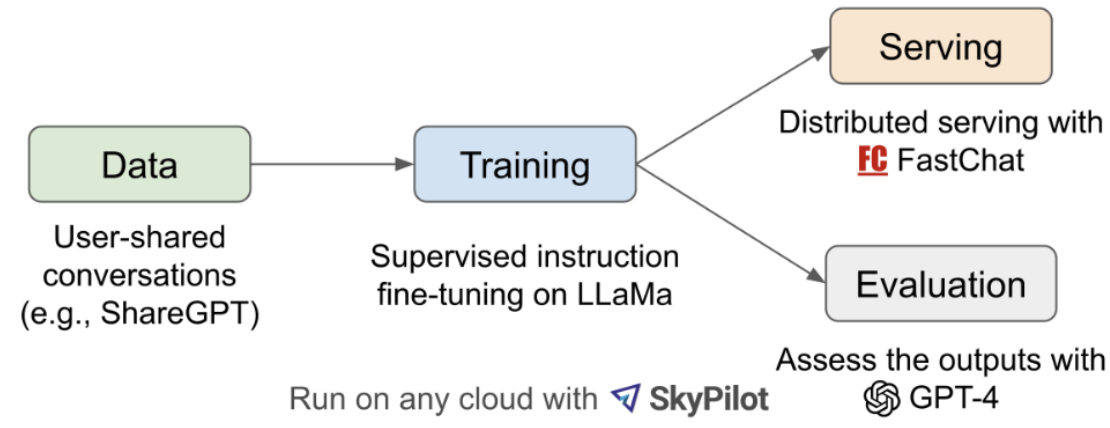 Data
User-shared
conversations
(e.g., ShareGPT)
Training
Supervised instruction
fine-tuning on LLaMa
Serving
Distributed serving with
FC FastChat
Evaluation
Assess the outputs with
GPT-4
Run on any cloud with SkyPilot